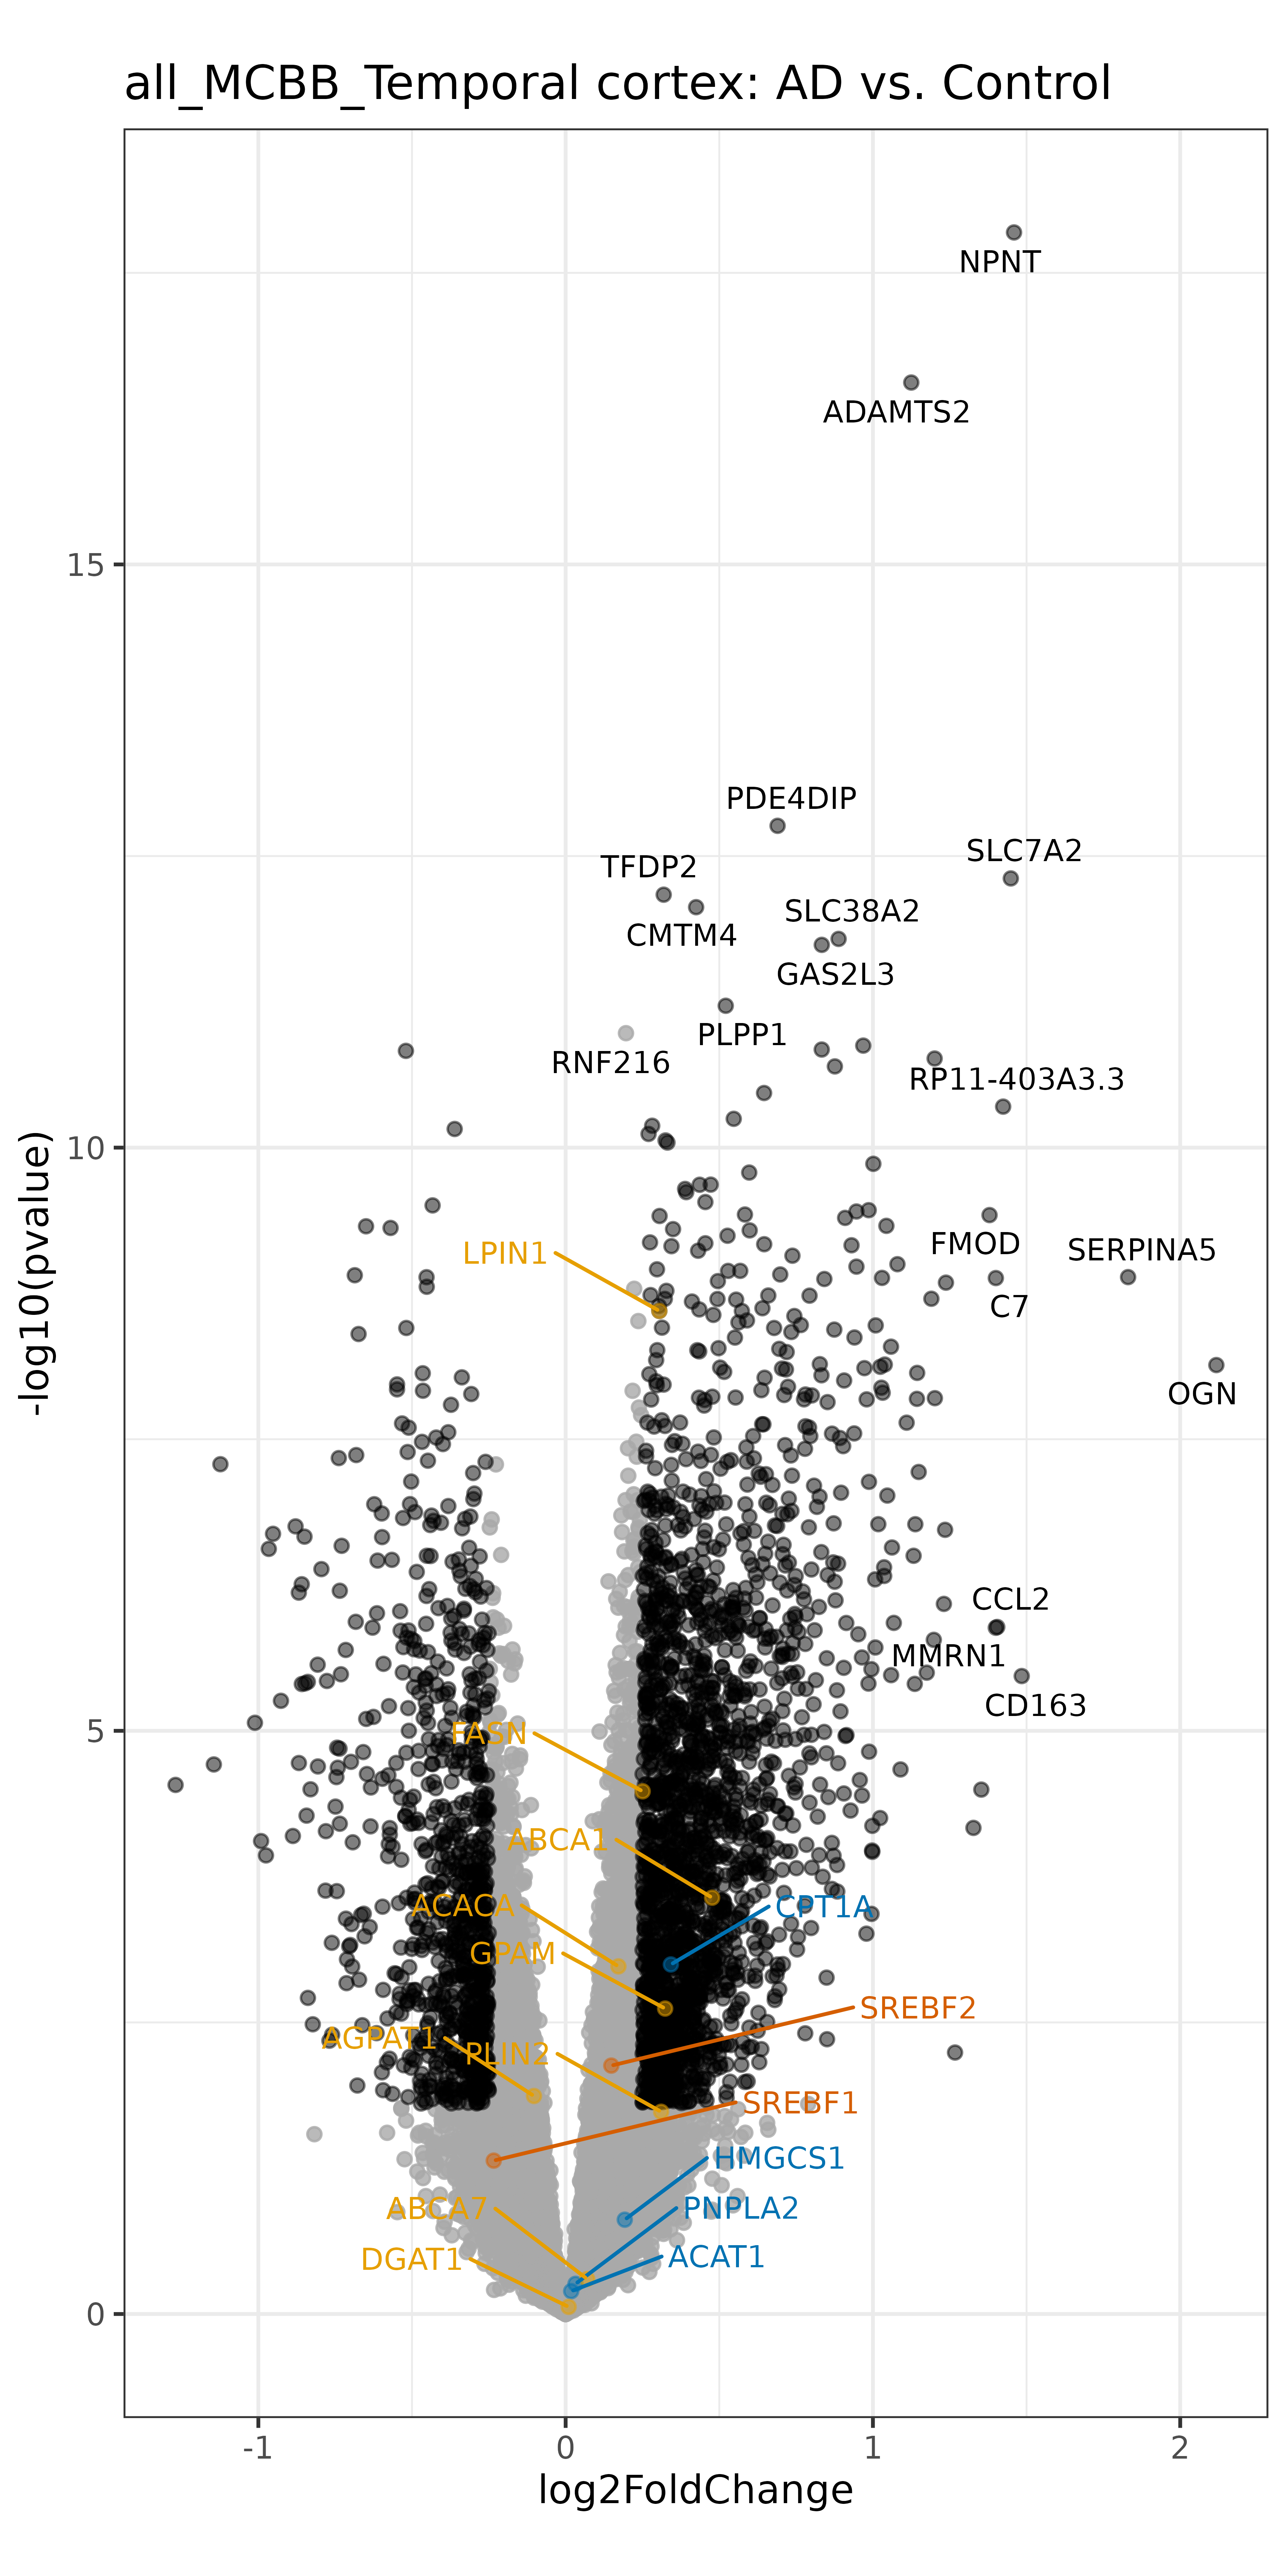 all_MCBB_Temporal cortex: AD vs. Control
NPNT
ADAMTS2
15
PDE4DIP
SLC7A2
TFDP2
SLC38A2
CMTM4
GAS2L3
PLPP1
RNF216
RP11-403A3.3
10
-log10(pvalue)
FMOD
SERPINA5
LPIN1
C7
OGN
CCL2
MMRN1
CD163
5
FASN
ABCA1
ACACA
CPT1A
GPAM
SREBF2
AGPAT1
PLIN2
SREBF1
HMGCS1
ABCA7
PNPLA2
DGAT1
ACAT1
0
-1 0 1 2
log2FoldChange